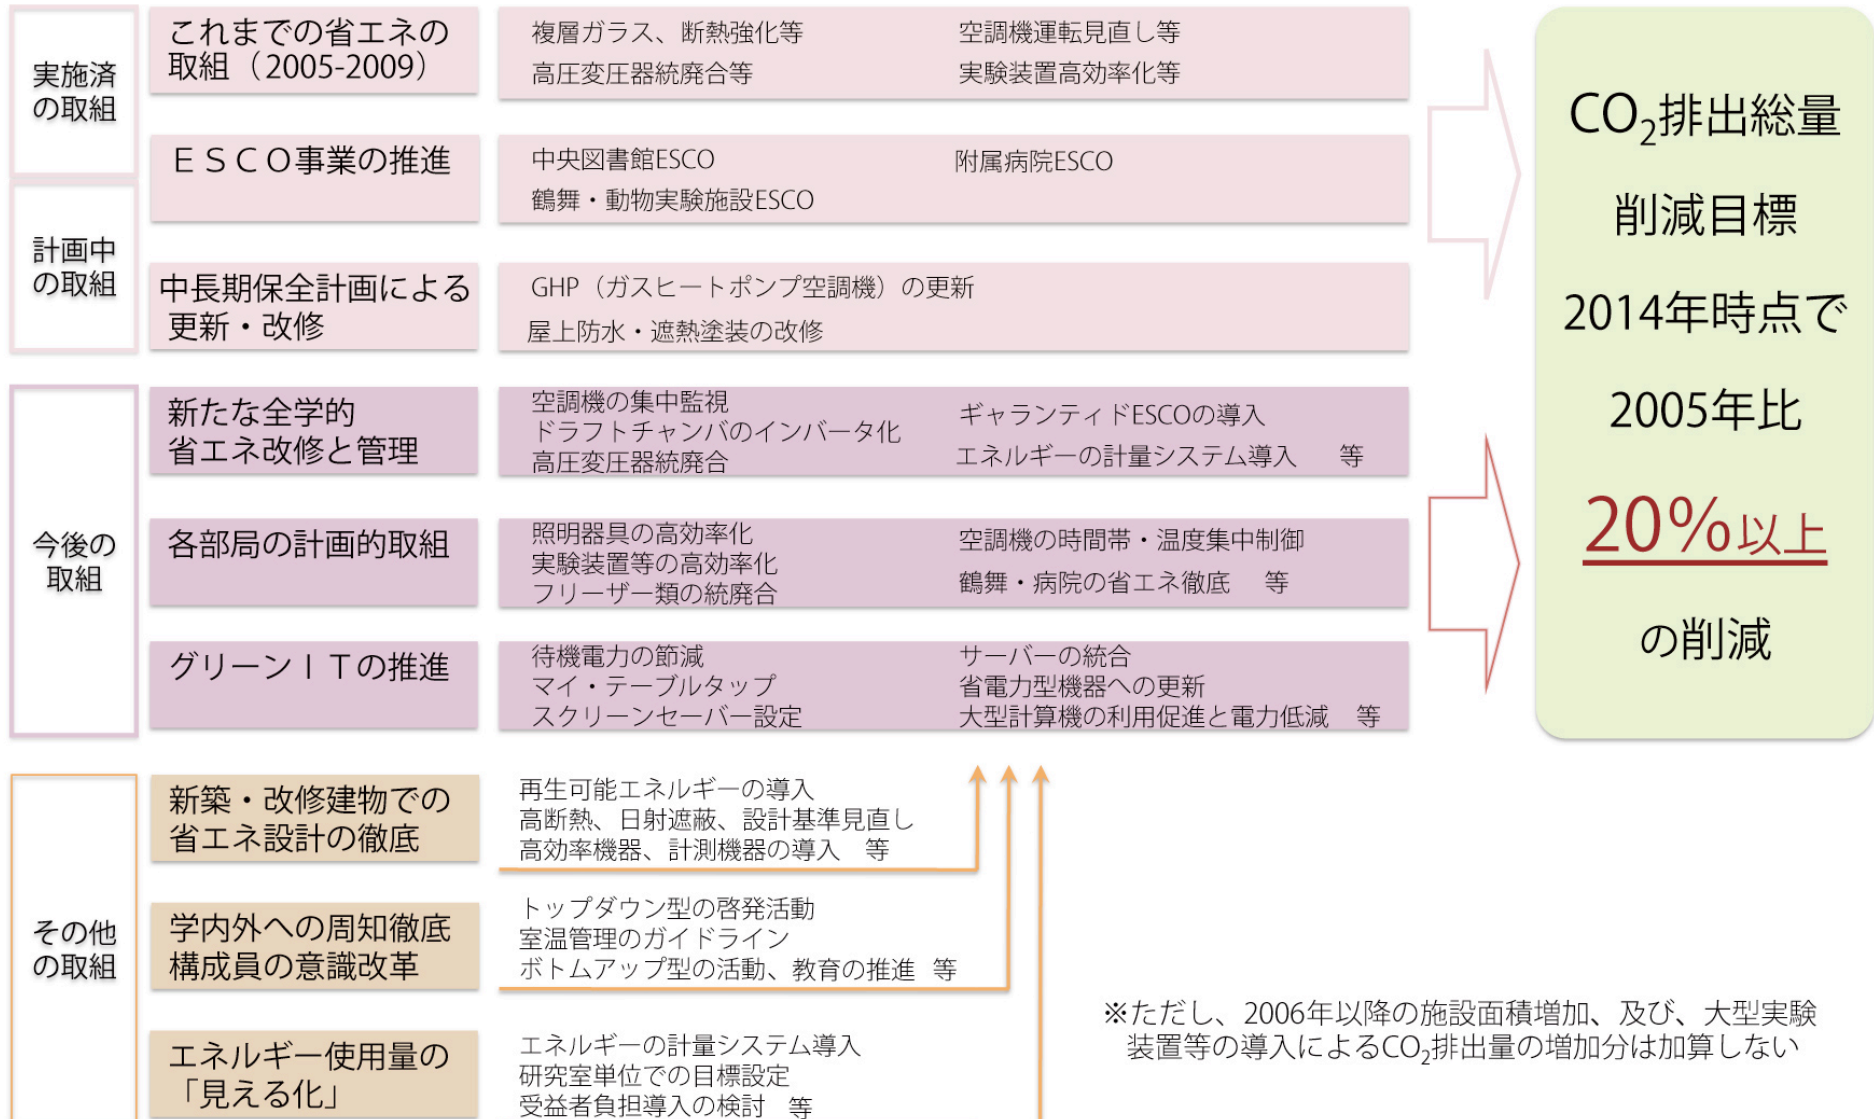 実施済
の取組
これまでの省エネの
取組（2005-2009）
複層ガラス、断熱強化等
空調機運転見直し等
高圧変圧器統廃合等
実験装置高効率化等
ＥＳＣＯ事業の推進
中央図書館ESCO
附属病院ESCO
鶴舞・動物実験施設ESCO
計画中
の取組
中長期保全計画による
更新・改修
GHP（ガスヒートポンプ空調機）の更新
屋上防水・遮熱塗装の改修
今後の
取組
新たな全学的
省エネ改修と管理
空調機の集中監視
ドラフトチャンバのインバータ化
高圧変圧器統廃合
ギャランティドESCOの導入
エネルギーの計量システム導入　等
各部局の計画的取組
照明器具の高効率化
実験装置等の高効率化
フリーザー類の統廃合
空調機の時間帯・温度集中制御
鶴舞・病院の省エネ徹底　等
グリーンＩＴの推進
待機電力の節減
マイ・テーブルタップ
スクリーンセーバー設定
サーバーの統合
省電力型機器への更新
大型計算機の利用促進と電力低減　等
CO₂排出総量
削減目標
2014年時点で
2005年比
20%以上
の削減
その他
の取組
新築・改修建物での
省エネ設計の徹底
再生可能エネルギーの導入
高断熱、日射遮蔽、設計基準見直し
高効率機器、計測機器の導入　等
学内外への周知徹底
構成員の意識改革
トップダウン型の啓発活動
室温管理のガイドライン
ボトムアップ型の活動、教育の推進　等
エネルギー使用量の
「見える化」
エネルギーの計量システム導入
研究室単位での目標設定
受益者負担導入の検討　等
※ただし、2006年以降の施設面積増加、及び、大型実験
装置等の導入によるCO₂排出量の増加分は加算しない